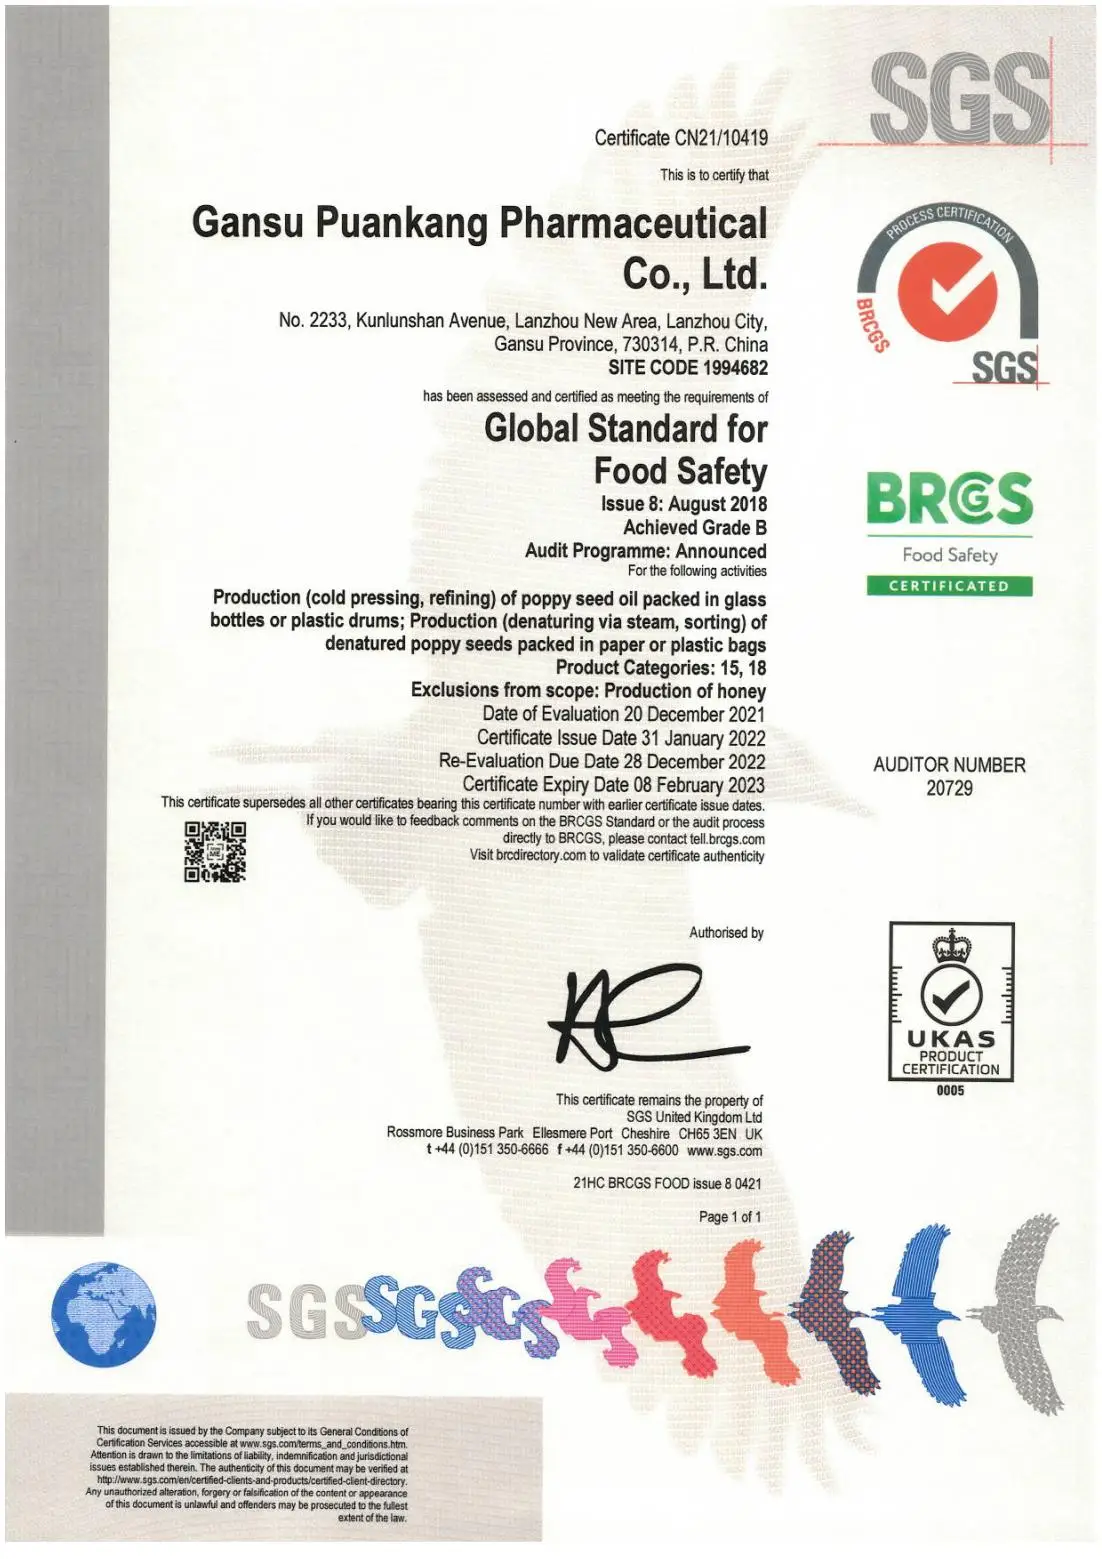 SGS
Certificate CN21/10419
This is to certify that
Gansu Puankang Pharmaceutical
Co., Ltd.
No. 2233, Kunlunshan Avenue, Lanzhou New Area, Lanzhou City,
Gansu Province, 730314, P.R. China
SITE CODE 1994682
has been assessed and certified as meeting the requirements of
Global Standard for
Food Safety
Issue 8: August 2018
Achieved Grade B
Audit Programme: Announced
For the following activities
Production (cold pressing, refining) of poppy seed oil packed in glass
bottles or plastic drums; Production (denaturing via steam, sorting) of
denatured poppy seeds packed in paper or plastic bags
Product Categories: 15, 18
Exclusions from scope: Production of honey
Date of Evaluation 20 December 2021
Certificate Issue Date 31 January 2022
Re-Evaluation Due Date 28 December 2022
Certificate Expiry Date 08 February 2023
This certificate supersedes all other certificates bearing this certificate number with earlier certificate issue dates.
If you would like to feedback comments on the BRCGS Standard or the audit process
directly to BRCGS, please contact tell.brcgs.com
Visit brcdirectory.com to validate certificate authenticity
PROCESS CERTIFICATION
BRCGS
SGS
BRCGS
Food Safety
CERTIFICATED
AUDITOR NUMBER
20729
Authorised by
UKAS
PRODUCT
CERTIFICATION
0005
This certificate remains the property of
SGS United Kingdom Ltd
Rossmore Business Park Ellesmere Port Cheshire CH65 3EN UK
t +44 (0)151 350-6666 f +44 (0)151 350-6600 www.sgs.com
21HC BRCGS FOOD issue 8 0421
Page 1 of 1
SGS SGS SGS
This document is issued by the Company subject to its General Conditions of
Certification Services accessible at www.sgs.com/terms_and_conditions.htm.
Attention is drawn to the limitations of liability, indemnification and jurisdictional
issues established therein. The authenticity of this document may be verified at
http://www.sgs.com/en/certified-clients-and-products/certified-client-directory.
Any unauthorized alteration, forgery or falsification of the content or appearance
of this document is unlawful and offenders may be prosecuted to the fullest
extent of the law.